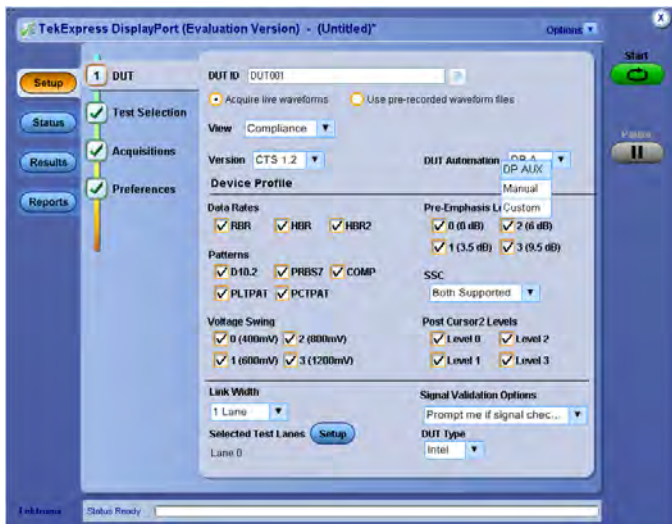 TekExpress DisplayPort (Evaluation Version) - (Untitled)*
Options
x
Start
Setup
1 DUT
DUT ID DUT001
Acquire live waveforms Use pre-recorded waveform files
Test Selection
Status
View Compliance
Pause
Acquisitions
Results
Version CTS 1.2
DUT Automation
DP AUX
Manual
Custom
Preferences
Device Profile
Reports
Data Rates
RBR HBR HBR2
Pre-Emphasis
0 (0 dB) 2 (6 dB)
1 (3.5 dB) 3 (9.5 dB)
Patterns
D10.2 PRBS7 COMP
PLTPAT PCTPAT
SSC
Both Supported
Voltage Swing
0 (400mV) 2 (800mV)
1 (600mV) 3 (1200mV)
Post Cursor2 Levels
Level 0 Level 2
Level 1 Level 3
Link Width
1 Lane
Signal Validation Options
Prompt me if signal chec...
Selected Test Lanes Setup
Lane 0
DUT Type
Intel
Tektronix
Status Ready